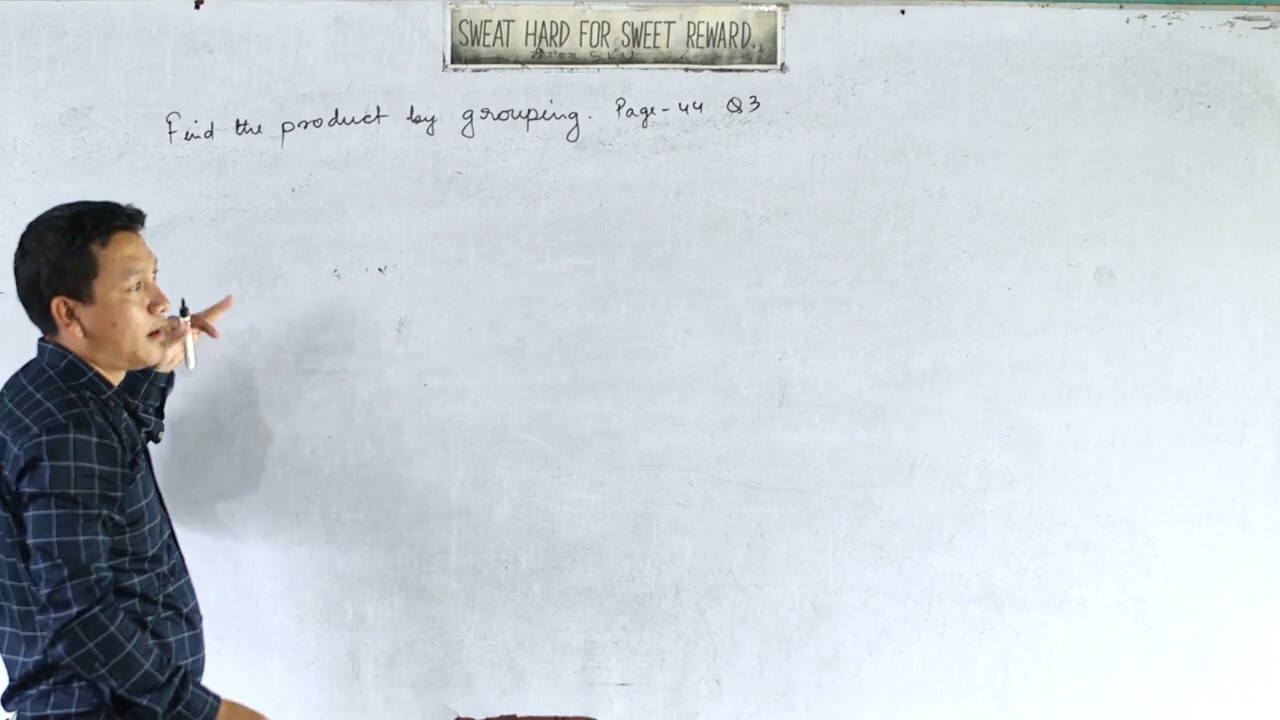 SWEAT HARD FOR SWEET REWARD.
Find the product by grouping. Page-44 Q3